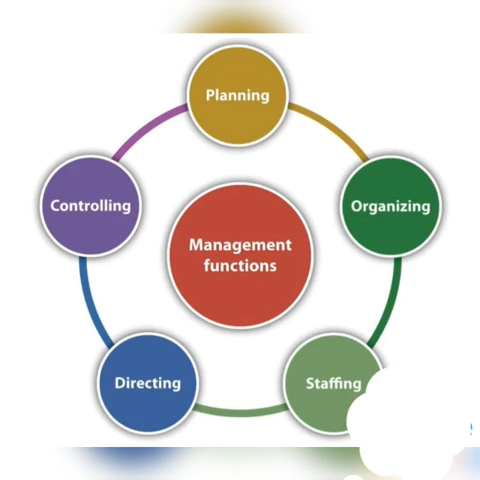 Planning
Controlling
Organizing
Management
functions
Directing
Staffing